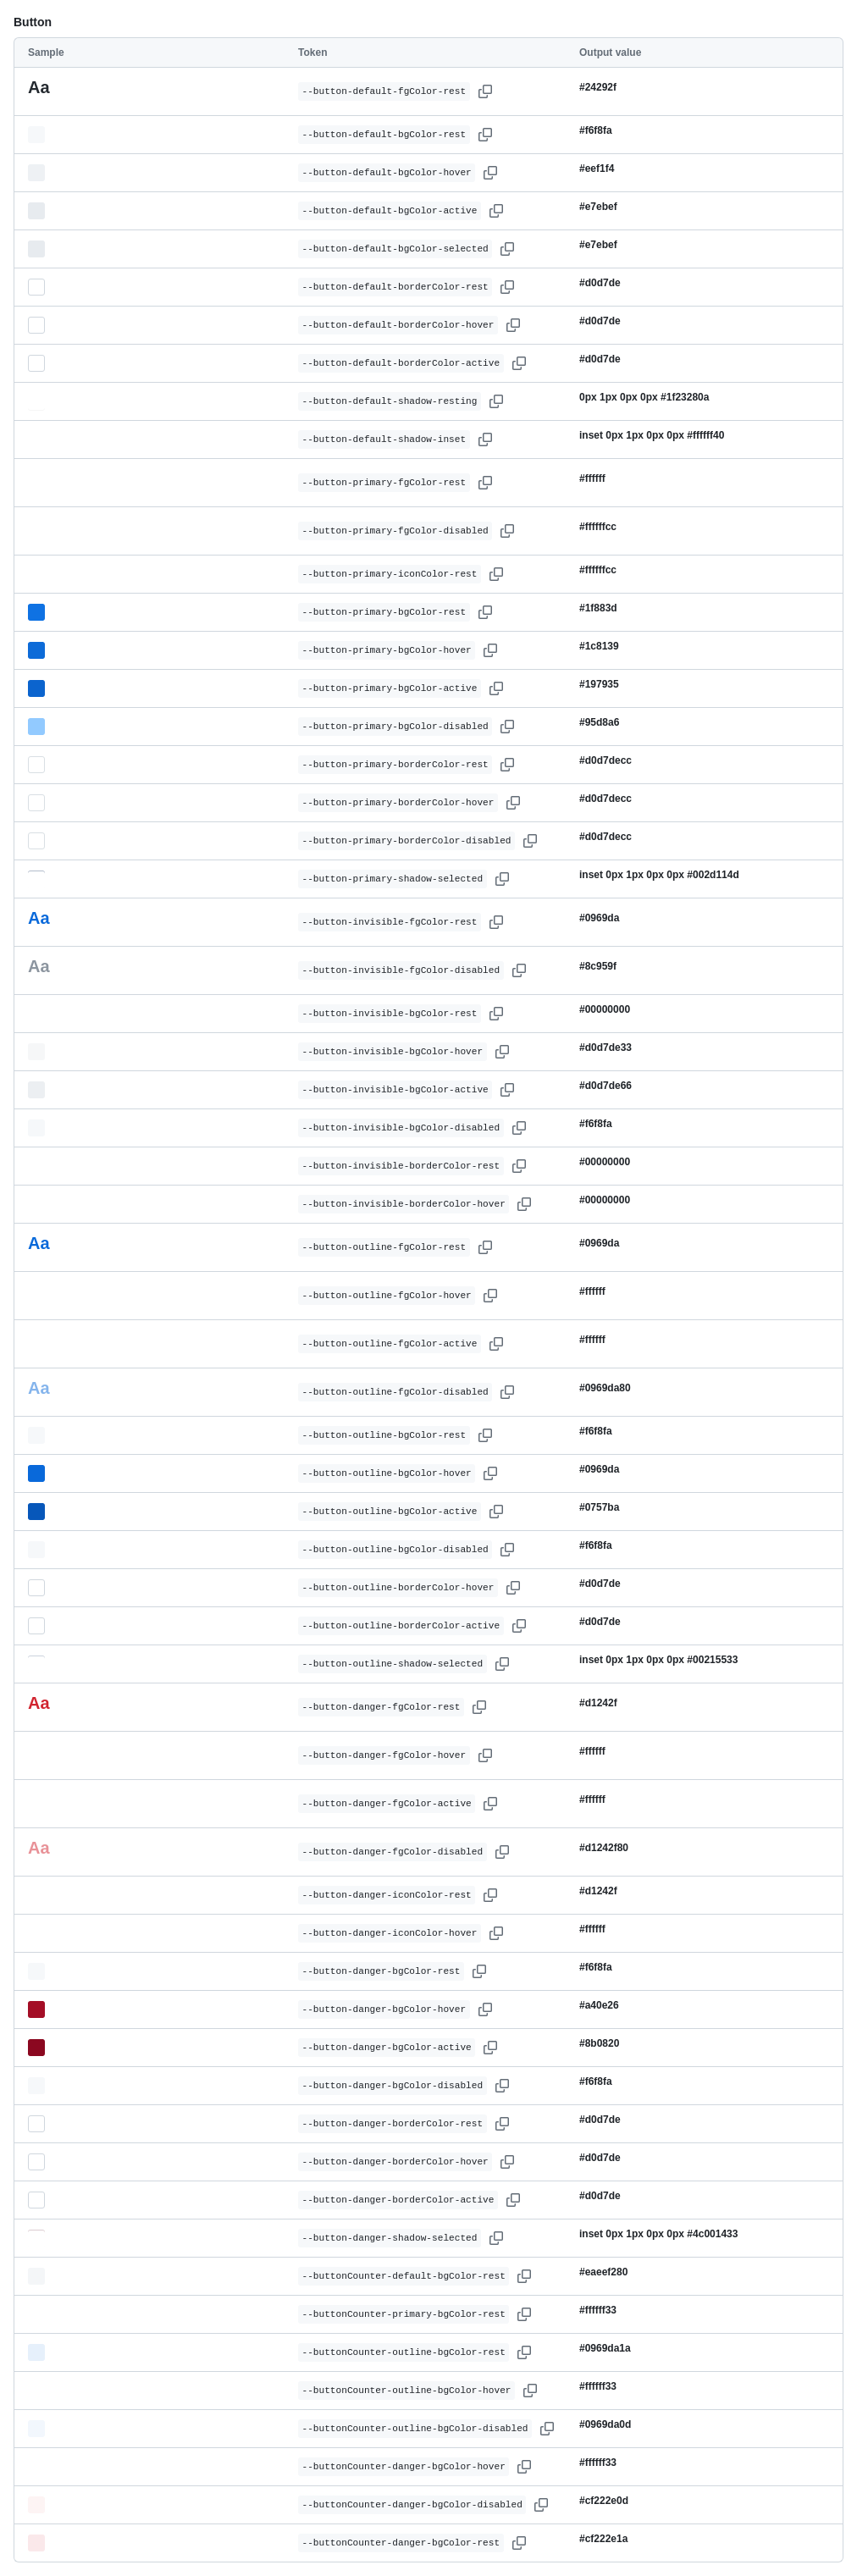 Button
Sample Token Output value
Aa --button-default-fgColor-rest #24292f
--button-default-bgColor-rest #f6f8fa
--button-default-bgColor-hover #eef1f4
--button-default-bgColor-active #e7ebef
--button-default-bgColor-selected #e7ebef
--button-default-borderColor-rest #d0d7de
--button-default-borderColor-hover #d0d7de
--button-default-borderColor-active #d0d7de
--button-default-shadow-resting 0px 1px 0px 0px #1f23280a
--button-default-shadow-inset inset 0px 1px 0px 0px #ffffff40
--button-primary-fgColor-rest #ffffff
--button-primary-fgColor-disabled #ffffffcc
--button-primary-iconColor-rest #ffffffcc
--button-primary-bgColor-rest #1f883d
--button-primary-bgColor-hover #1c8139
--button-primary-bgColor-active #197935
--button-primary-bgColor-disabled #95d8a6
--button-primary-borderColor-rest #d0d7decc
--button-primary-borderColor-hover #d0d7decc
--button-primary-borderColor-disabled #d0d7decc
--button-primary-shadow-selected inset 0px 1px 0px 0px #002d114d
Aa --button-invisible-fgColor-rest #0969da
Aa --button-invisible-fgColor-disabled #8c959f
--button-invisible-bgColor-rest #00000000
--button-invisible-bgColor-hover #d0d7de33
--button-invisible-bgColor-active #d0d7de66
--button-invisible-bgColor-disabled #f6f8fa
--button-invisible-borderColor-rest #00000000
--button-invisible-borderColor-hover #00000000
Aa --button-outline-fgColor-rest #0969da
--button-outline-fgColor-hover #ffffff
--button-outline-fgColor-active #ffffff
Aa --button-outline-fgColor-disabled #0969da80
--button-outline-bgColor-rest #f6f8fa
--button-outline-bgColor-hover #0969da
--button-outline-bgColor-active #0757ba
--button-outline-bgColor-disabled #f6f8fa
--button-outline-borderColor-hover #d0d7de
--button-outline-borderColor-active #d0d7de
--button-outline-shadow-selected inset 0px 1px 0px 0px #00215533
Aa --button-danger-fgColor-rest #d1242f
--button-danger-fgColor-hover #ffffff
--button-danger-fgColor-active #ffffff
Aa --button-danger-fgColor-disabled #d1242f80
--button-danger-iconColor-rest #d1242f
--button-danger-iconColor-hover #ffffff
--button-danger-bgColor-rest #f6f8fa
--button-danger-bgColor-hover #a40e26
--button-danger-bgColor-active #8b0820
--button-danger-bgColor-disabled #f6f8fa
--button-danger-borderColor-rest #d0d7de
--button-danger-borderColor-hover #d0d7de
--button-danger-borderColor-active #d0d7de
--button-danger-shadow-selected inset 0px 1px 0px 0px #4c001433
--buttonCounter-default-bgColor-rest #eaeef280
--buttonCounter-primary-bgColor-rest #ffffff33
--buttonCounter-outline-bgColor-rest #0969da1a
--buttonCounter-outline-bgColor-hover #ffffff33
--buttonCounter-outline-bgColor-disabled #0969da0d
--buttonCounter-danger-bgColor-hover #ffffff33
--buttonCounter-danger-bgColor-disabled #cf222e0d
--buttonCounter-danger-bgColor-rest #cf222e1a